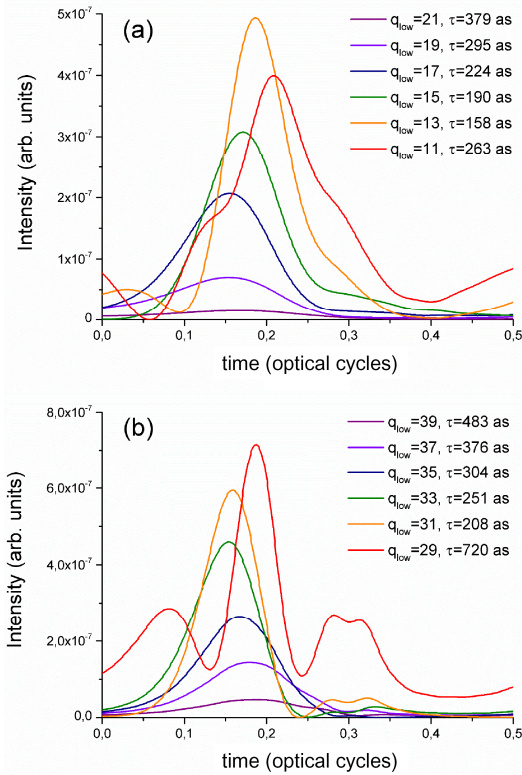 (a)
q_low=21, τ=379 as
q_low=19, τ=295 as
q_low=17, τ=224 as
q_low=15, τ=190 as
q_low=13, τ=158 as
q_low=11, τ=263 as
5x10⁻⁷
4x10⁻⁷
3x10⁻⁷
2x10⁻⁷
1x10⁻⁷
0
Intensity (arb. units)
0,0 0,1 0,2 0,3 0,4 0,5
time (optical cycles)
(b)
q_low=39, τ=483 as
q_low=37, τ=376 as
q_low=35, τ=304 as
q_low=33, τ=251 as
q_low=31, τ=208 as
q_low=29, τ=720 as
8,0x10⁻⁷
6,0x10⁻⁷
4,0x10⁻⁷
2,0x10⁻⁷
0,0
Intensity (arb. units)
0,0 0,1 0,2 0,3 0,4 0,5
time (optical cycles)